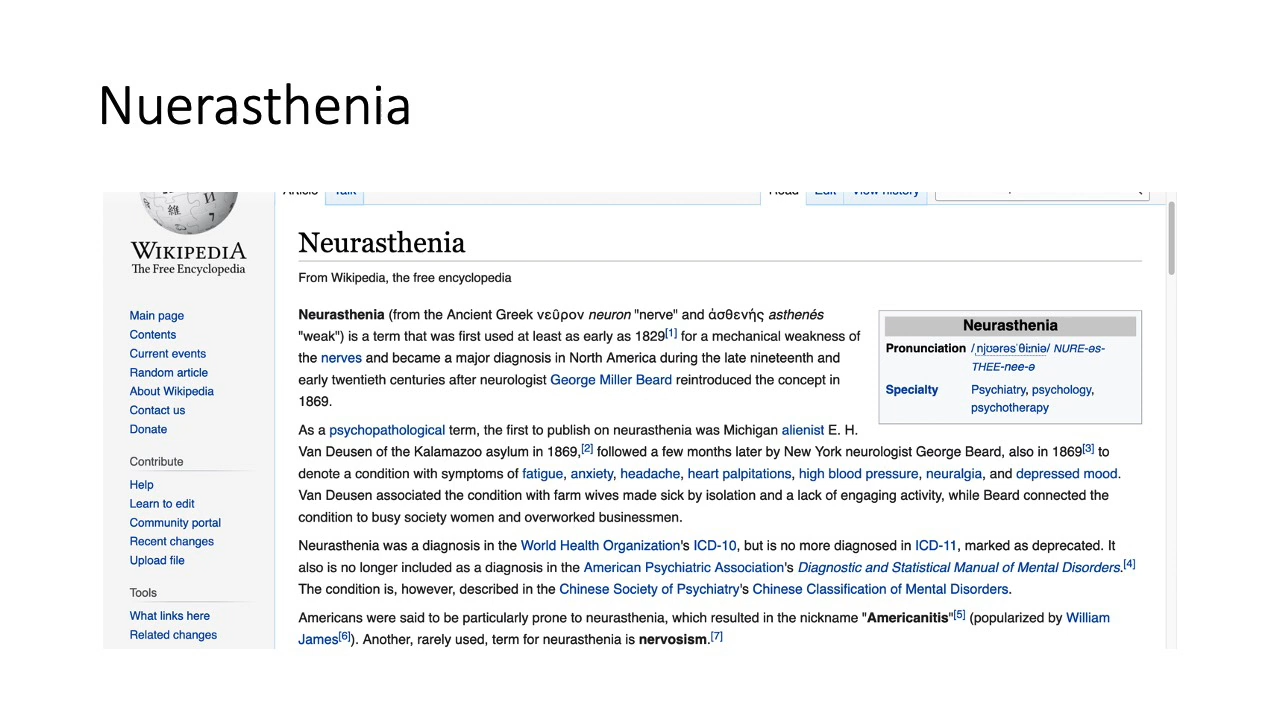 Nuerasthenia
Article Talk Read Edit View history
WIKIPEDIA
The Free Encyclopedia
Main page
Contents
Current events
Random article
About Wikipedia
Contact us
Donate
Contribute
Help
Learn to edit
Community portal
Recent changes
Upload file
Tools
What links here
Related changes
Neurasthenia
From Wikipedia, the free encyclopedia
Neurasthenia (from the Ancient Greek νεῦρον neuron "nerve" and ἀσθενής asthenés
"weak") is a term that was first used at least as early as 1829[1] for a mechanical weakness of
the nerves and became a major diagnosis in North America during the late nineteenth and
early twentieth centuries after neurologist George Miller Beard reintroduced the concept in
1869.
Neurasthenia
Pronunciation /ˌnjʊərəsˈθiːniə/ NURE-əs-
THEE-nee-ə
Specialty Psychiatry, psychology,
psychotherapy
As a psychopathological term, the first to publish on neurasthenia was Michigan alienist E. H.
Van Deusen of the Kalamazoo asylum in 1869,[2] followed a few months later by New York neurologist George Beard, also in 1869[3] to
denote a condition with symptoms of fatigue, anxiety, headache, heart palpitations, high blood pressure, neuralgia, and depressed mood.
Van Deusen associated the condition with farm wives made sick by isolation and a lack of engaging activity, while Beard connected the
condition to busy society women and overworked businessmen.
Neurasthenia was a diagnosis in the World Health Organization's ICD-10, but is no more diagnosed in ICD-11, marked as deprecated. It
also is no longer included as a diagnosis in the American Psychiatric Association's Diagnostic and Statistical Manual of Mental Disorders.[4]
The condition is, however, described in the Chinese Society of Psychiatry's Chinese Classification of Mental Disorders.
Americans were said to be particularly prone to neurasthenia, which resulted in the nickname "Americanitis"[5] (popularized by William
James[6]). Another, rarely used, term for neurasthenia is nervosism.[7]